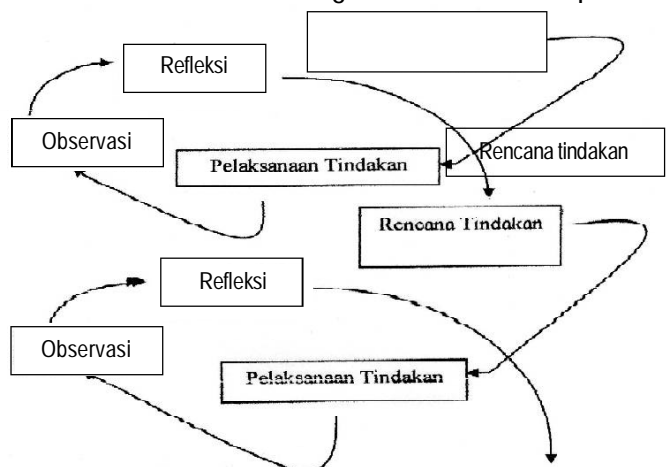 Refleksi
Observasi
Pelaksanaan Tindakan
Rencana tindakan
Rencana Tindakan
Refleksi
Observasi
Pelaksanaan Tindakan